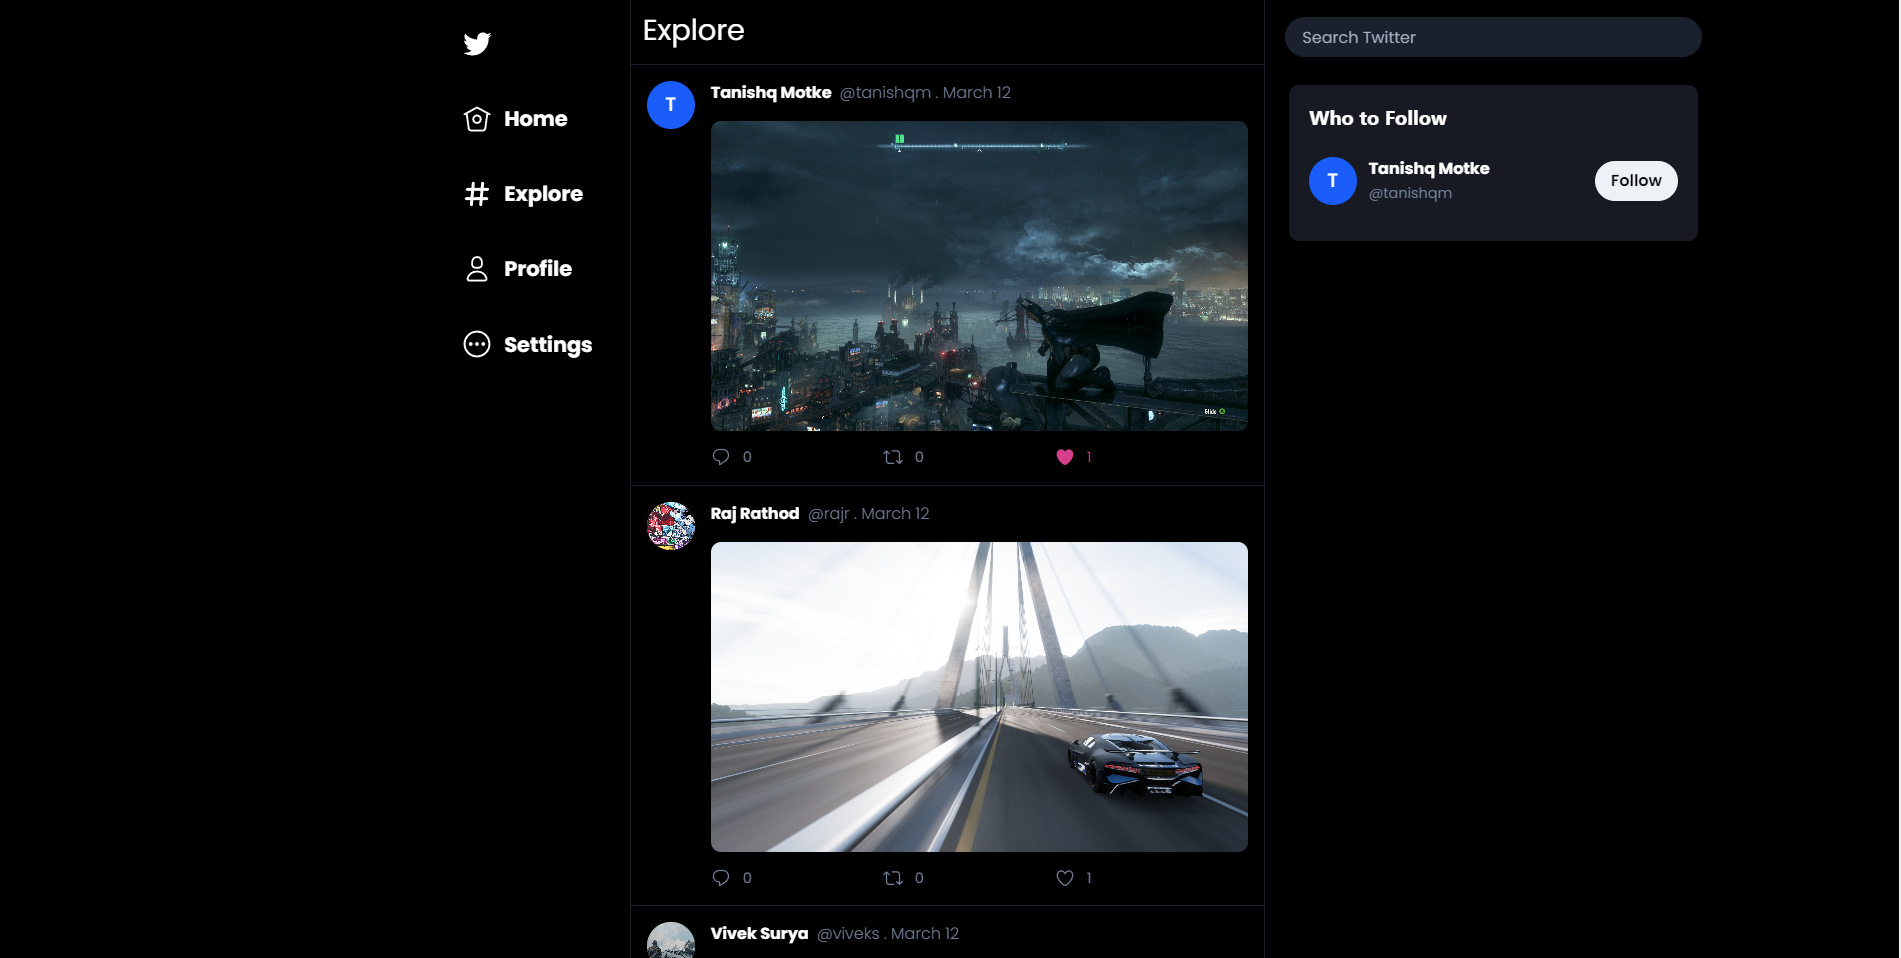 Home
Explore
Profile
Settings
Explore
T
Tanishq Motke @tanishqm . March 12
Glide
0 0 1
Raj Rathod @rajr . March 12
0 0 1
Vivek Surya @viveks . March 12
Search Twitter
Who to Follow
T
Tanishq Motke
@tanishqm
Follow